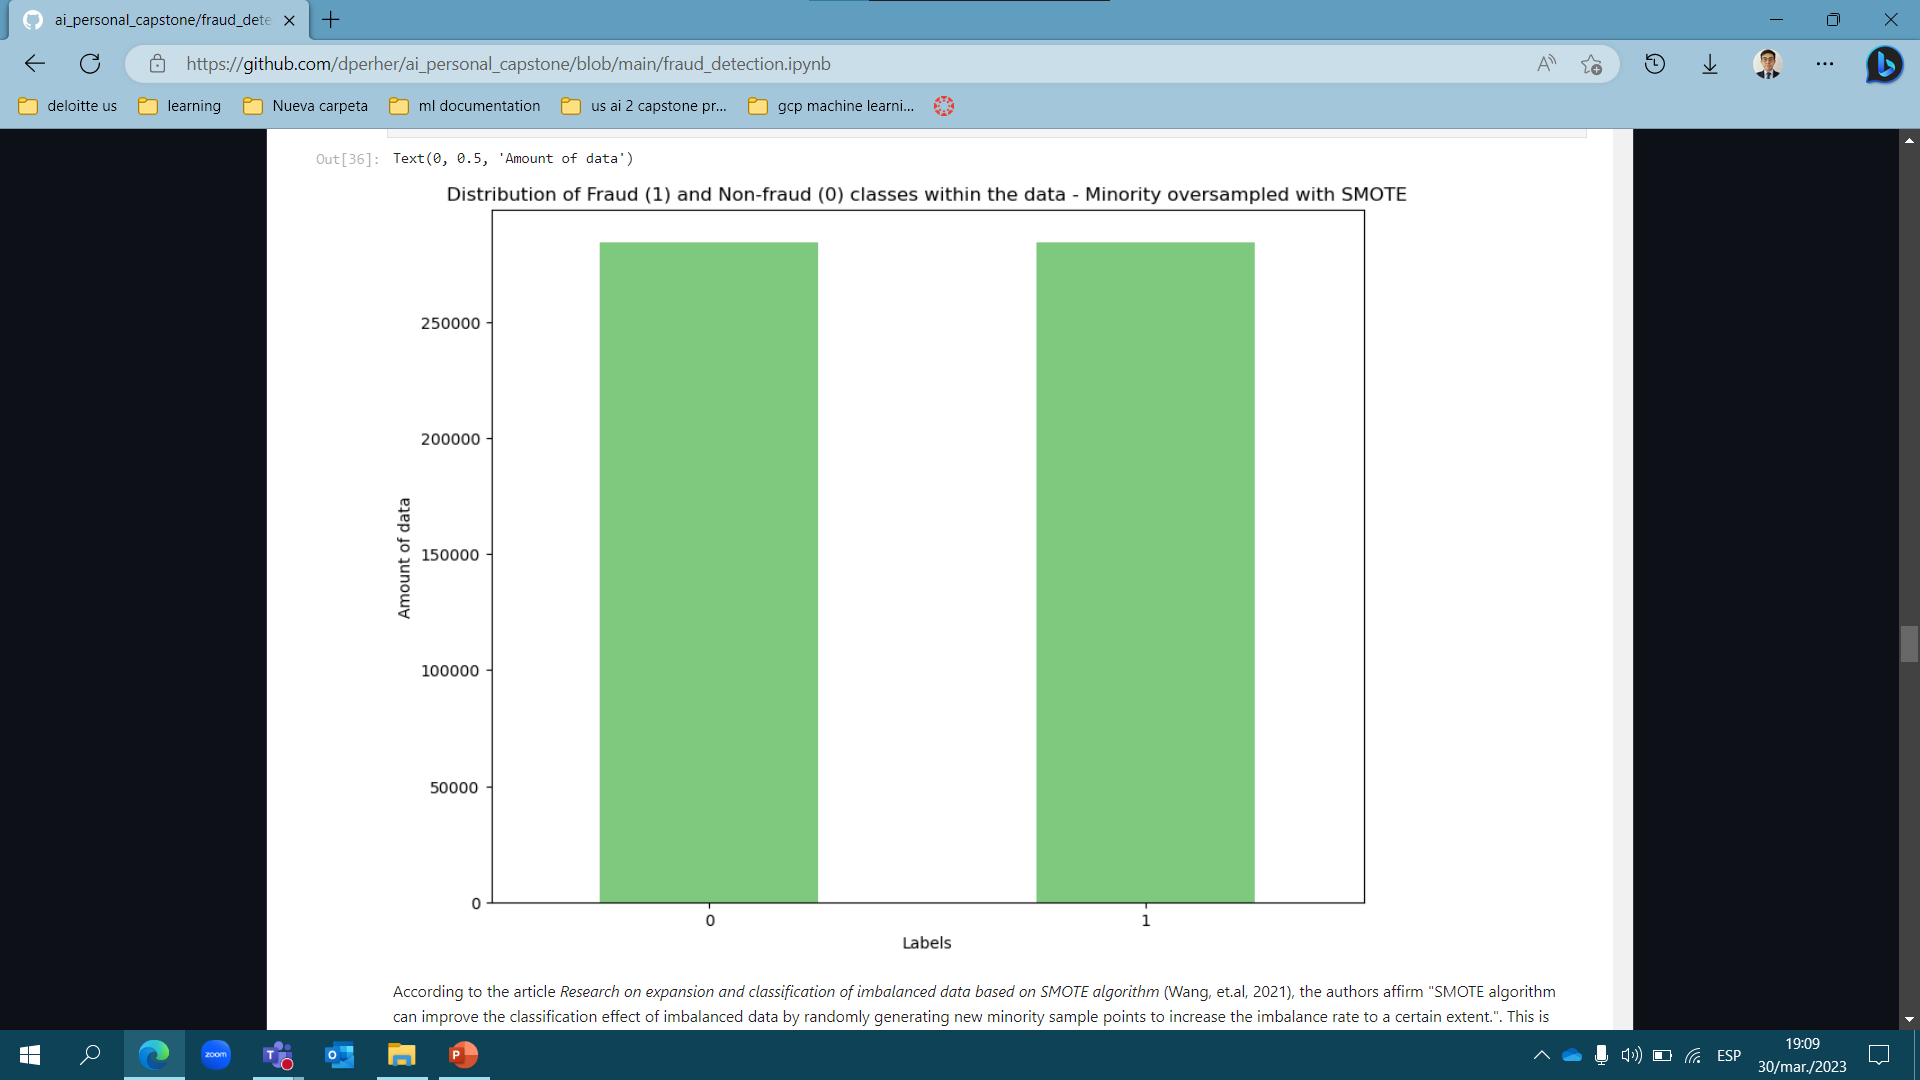 ai_personal_capstone/fraud_dete
https://github.com/dperher/ai_personal_capstone/blob/main/fraud_detection.ipynb
deloitte us
learning
Nueva carpeta
ml documentation
us ai 2 capstone pr...
gcp machine learni...
Out[36]: Text(0, 0.5, 'Amount of data')
Distribution of Fraud (1) and Non-fraud (0) classes within the data - Minority oversampled with SMOTE
250000
200000
150000
100000
50000
0
Amount of data
0
1
Labels
According to the article Research on expansion and classification of imbalanced data based on SMOTE algorithm (Wang, et.al, 2021), the authors affirm "SMOTE algorithm
can improve the classification effect of imbalanced data by randomly generating new minority sample points to increase the imbalance rate to a certain extent.". This is
zoom
ESP
19:09
30/mar./2023